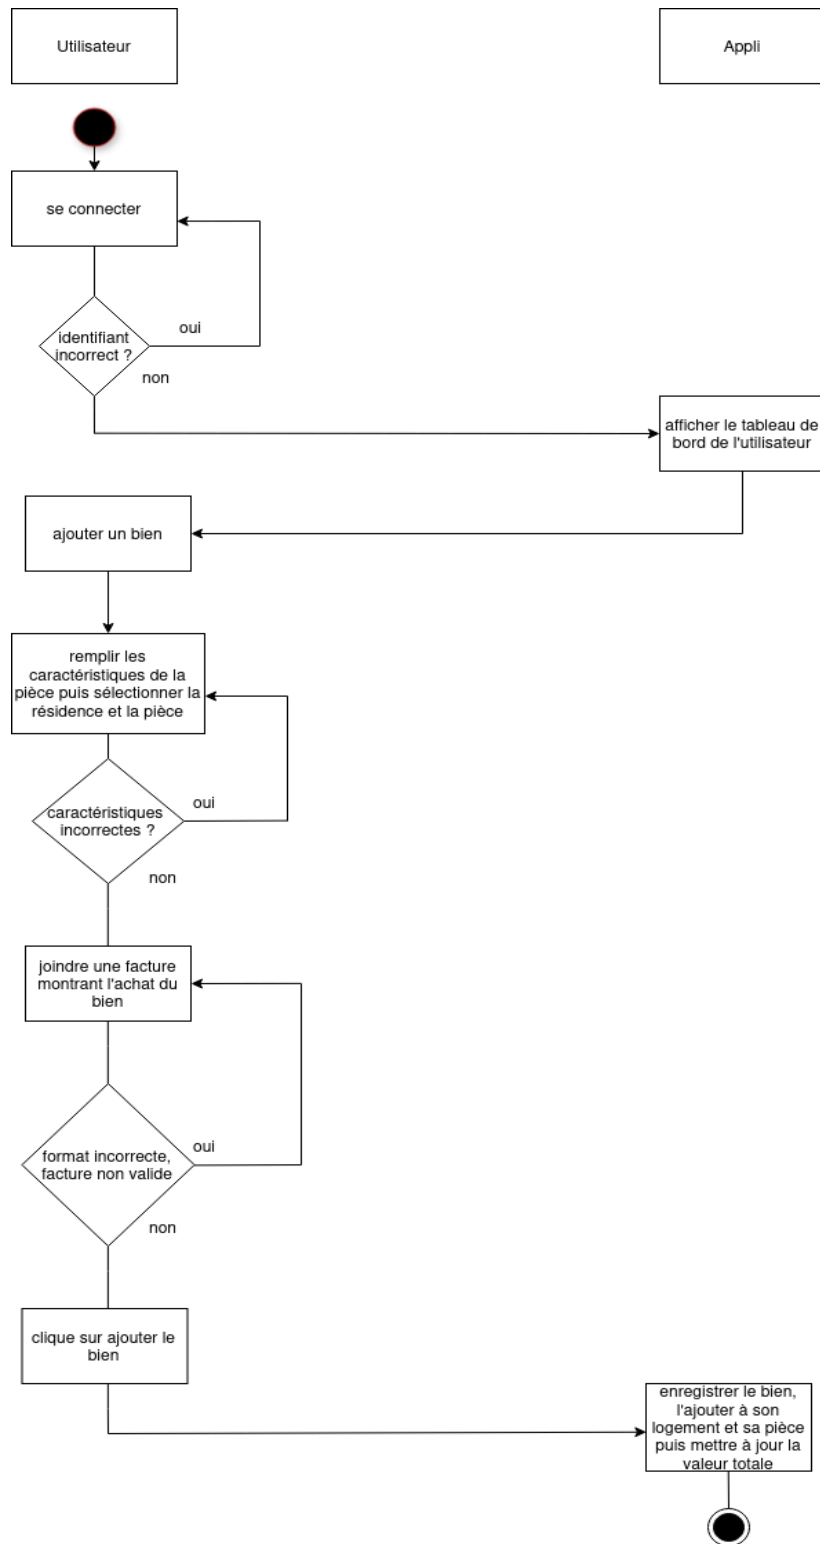 Utilisateur
Appli
se connecter
oui
identifiant
incorrect ?
non
afficher le tableau de
bord de l'utilisateur
ajouter un bien
remplir les
caractéristiques de la
pièce puis sélectionner la
résidence et la pièce
oui
caractéristiques
incorrectes ?
non
joindre une facture
montrant l'achat du
bien
oui
format incorrecte,
facture non valide
non
clique sur ajouter le
bien
enregistrer le bien,
l'ajouter à son
logement et sa pièce
puis mettre à jour la
valeur totale